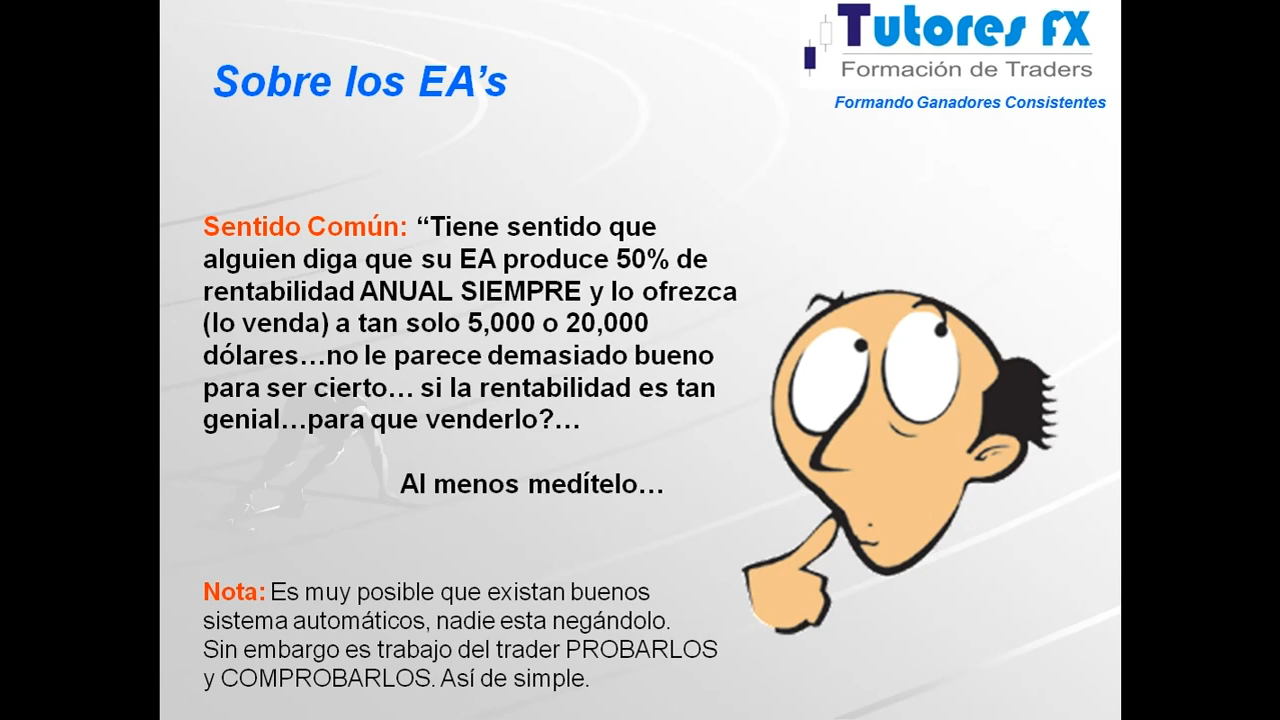 Tutores FX
Formación de Traders
Formando Ganadores Consistentes
Sobre los EA's
Sentido Común: “Tiene sentido que
alguien diga que su EA produce 50% de
rentabilidad ANUAL SIEMPRE y lo ofrezca
(lo venda) a tan solo 5,000 o 20,000
dólares…no le parece demasiado bueno
para ser cierto… si la rentabilidad es tan
genial…para que venderlo?…
Al menos medítelo…
Nota: Es muy posible que existan buenos
sistema automáticos, nadie esta negándolo.
Sin embargo es trabajo del trader PROBARLOS
y COMPROBARLOS. Así de simple.